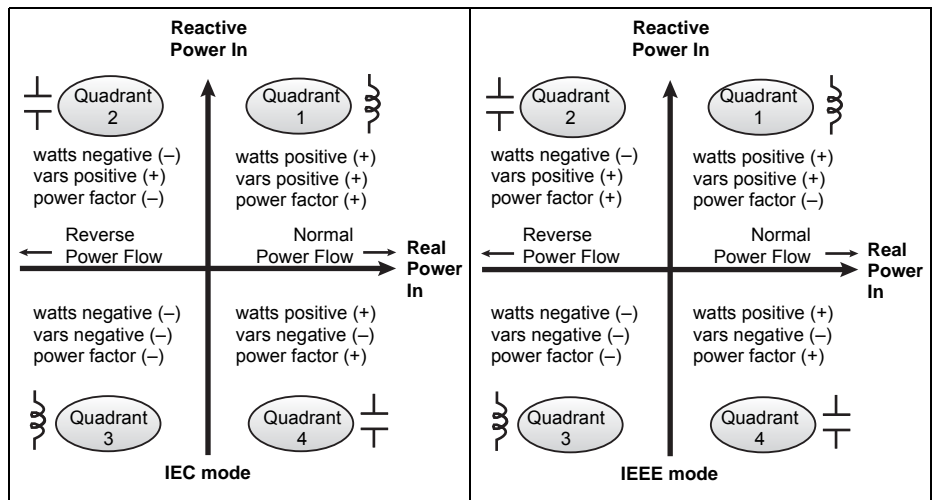 Reactive
Power In
Quadrant
2
Quadrant
1
watts negative (–)
vars positive (+)
power factor (–)
watts positive (+)
vars positive (+)
power factor (+)
Reverse
Power Flow
Normal
Power Flow
Real
Power
In
watts negative (–)
vars negative (–)
power factor (–)
watts positive (+)
vars negative (–)
power factor (+)
Quadrant
3
Quadrant
4
IEC mode
Reactive
Power In
Quadrant
2
Quadrant
1
watts negative (–)
vars positive (+)
power factor (+)
watts positive (+)
vars positive (+)
power factor (–)
Reverse
Power Flow
Normal
Power Flow
Real
Power
In
watts negative (–)
vars negative (–)
power factor (–)
watts positive (+)
vars negative (–)
power factor (+)
Quadrant
3
Quadrant
4
IEEE mode